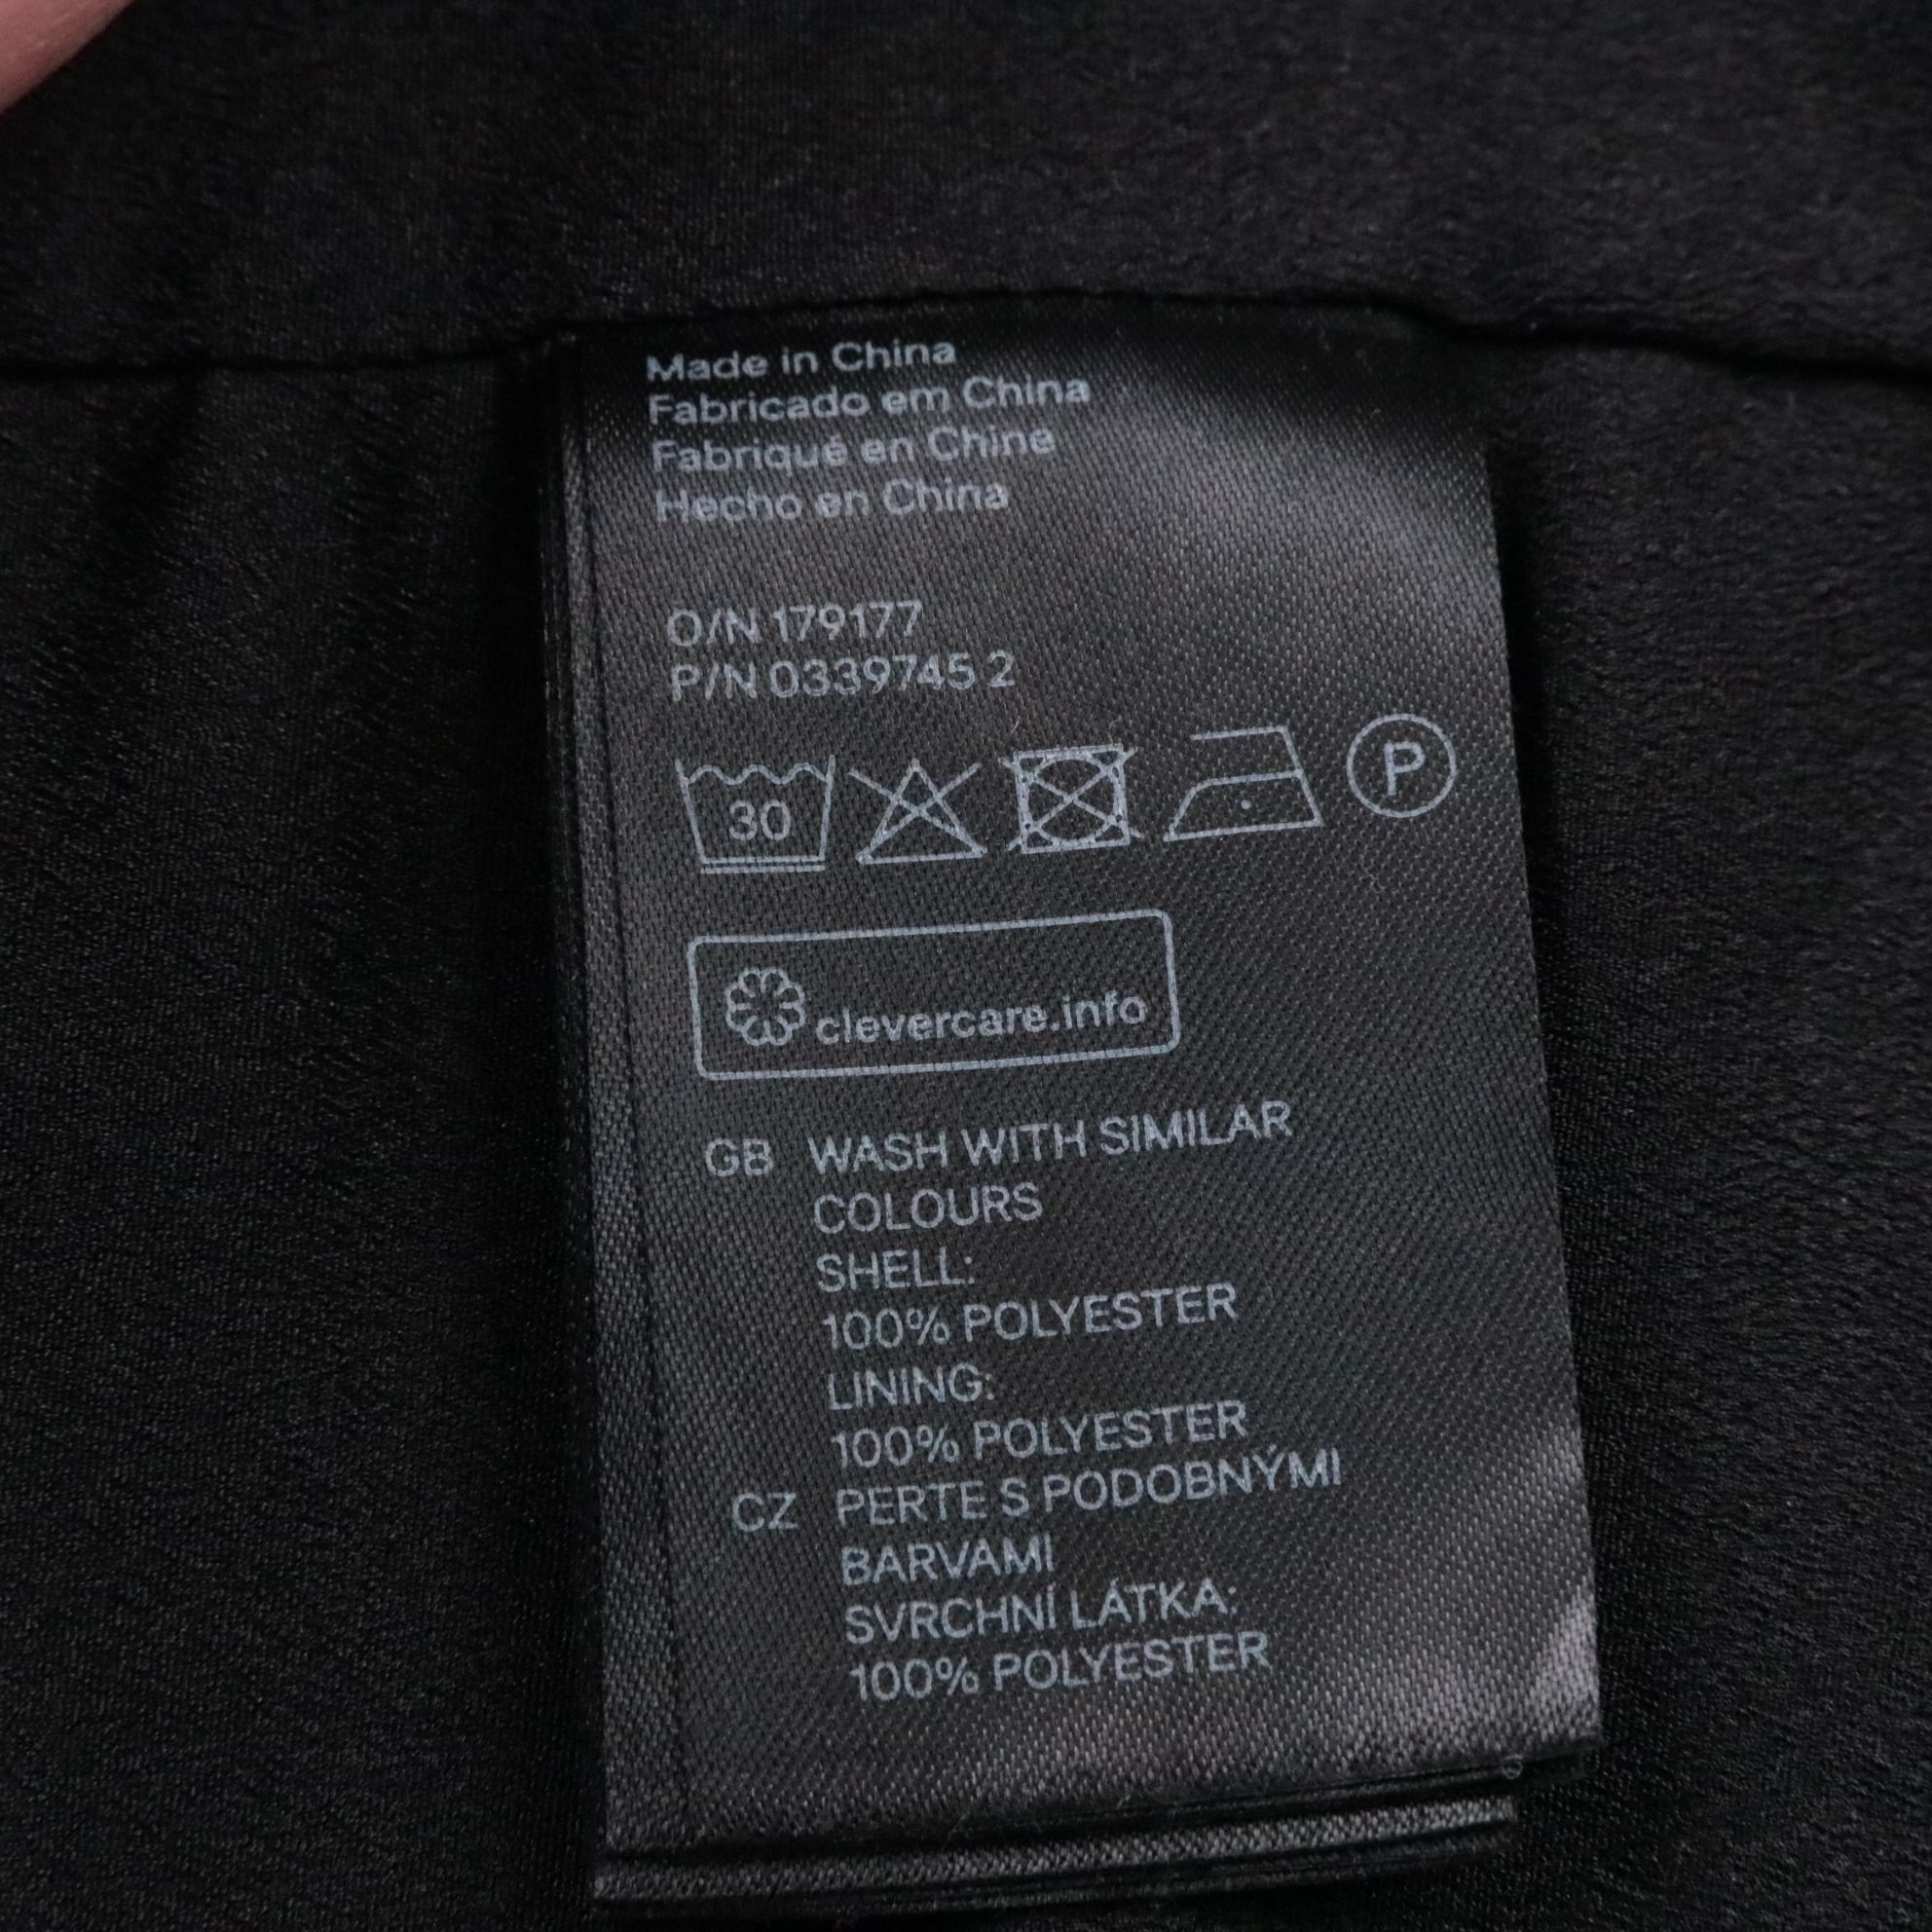 Made in China
Fabricado em China
Fabriqué en Chine
Hecho en China
O/N 179177
P/N 0339745 2
30
P
clevercare.info
GB WASH WITH SIMILAR
COLOURS
SHELL:
100% POLYESTER
LINING:
100% POLYESTER
CZ PERTE S PODOBNÝMI
BARVAMI
SVRCHNÍ LÁTKA:
100% POLYESTER